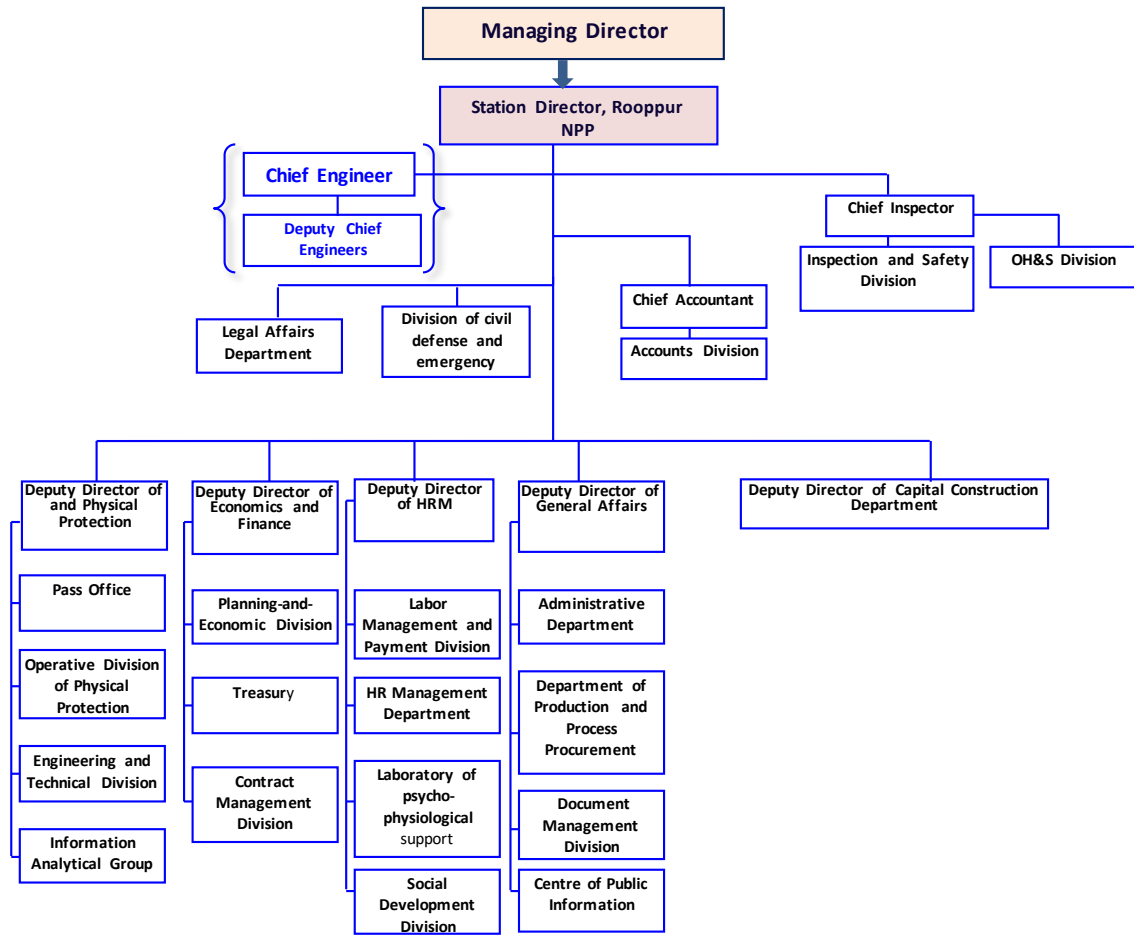 Managing Director
Station Director, Rooppur
NPP
Chief Engineer
Deputy Chief
Engineers
Chief Inspector
Inspection and Safety
Division
OH&S Division
Legal Affairs
Department
Division of civil
defense and
emergency
Chief Accountant
Accounts Division
Deputy Director of
and Physical
Protection
Pass Office
Operative Division
of Physical
Protection
Engineering and
Technical Division
Information
Analytical Group
Deputy Director of
Economics and
Finance
Planning-and-
Economic Division
Treasury
Contract
Management
Division
Deputy Director
of HRM
Labor
Management and
Payment Division
HR Management
Department
Laboratory of
psycho-
physiological
support
Social
Development
Division
Deputy Director of
General Affairs
Administrative
Department
Department of
Production and
Process
Procurement
Document
Management
Division
Centre of Public
Information
Deputy Director of Capital Construction
Department